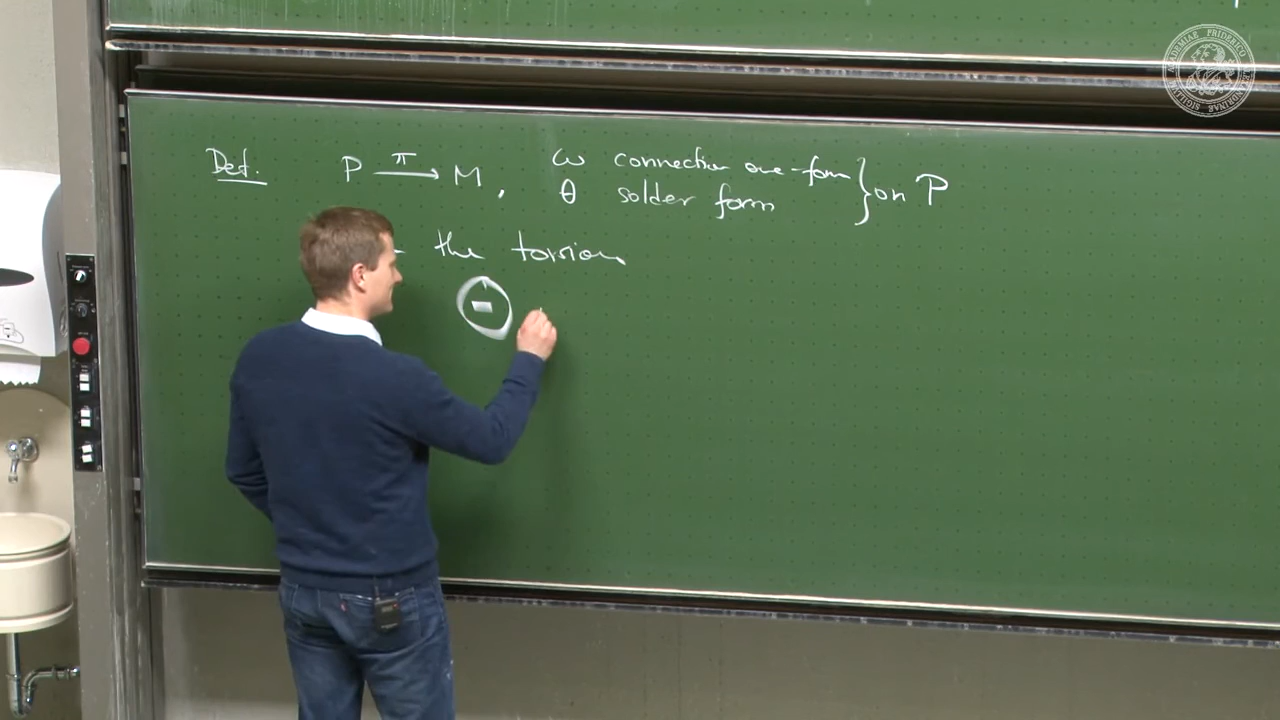 Def. P π→ M, ω connection one-form } on P
θ solder form
the torsion
Θ